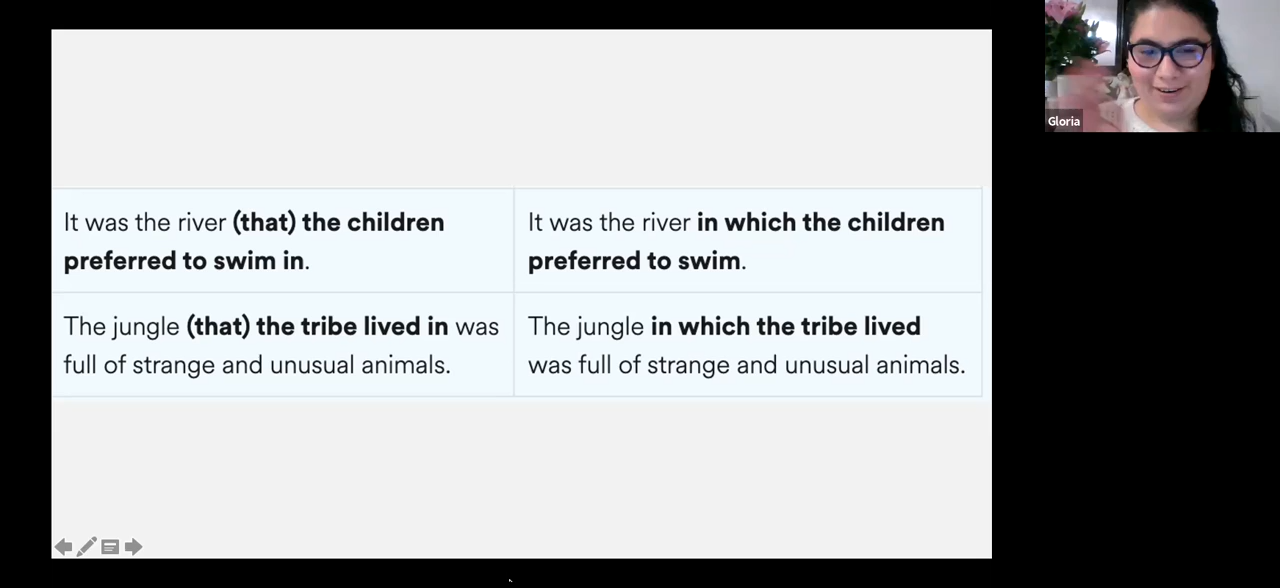 Gloria
It was the river (that) the children
preferred to swim in.
It was the river in which the children
preferred to swim.
The jungle (that) the tribe lived in was
full of strange and unusual animals.
The jungle in which the tribe lived
was full of strange and unusual animals.